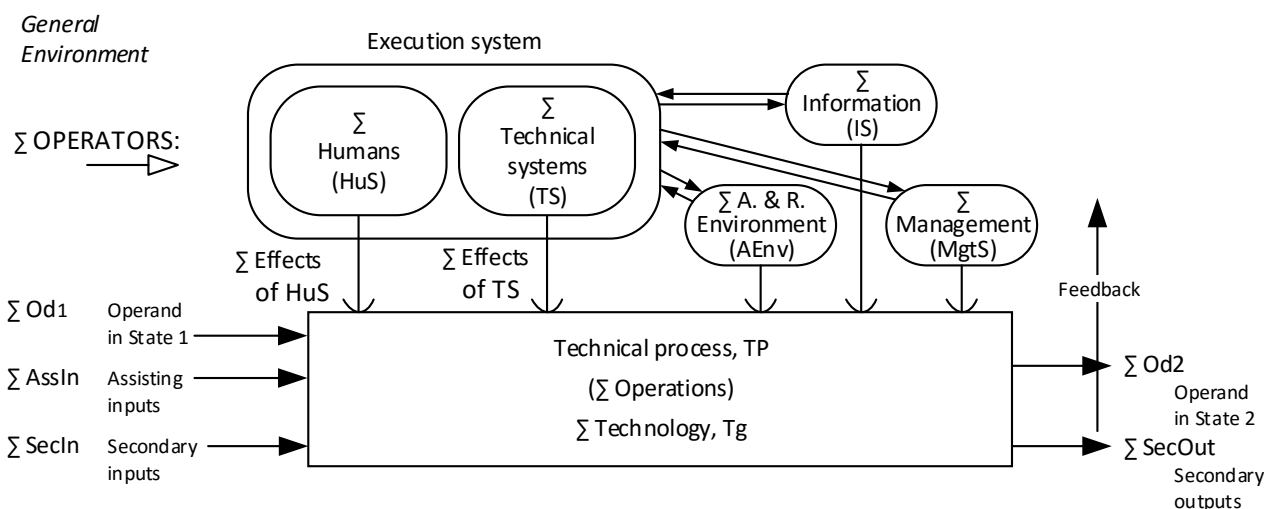 General
Environment
Execution system
∑ OPERATORS:
∑
Humans
(HuS)
∑
Technical
systems
(TS)
∑
Information
(IS)
∑ A. & R.
Environment
(AEnv)
∑
Management
(MgtS)
∑ Effects
of HuS
∑ Effects
of TS
Feedback
∑ Od1 Operand
in State 1
∑ AssIn Assisting
inputs
∑ SecIn Secondary
inputs
Technical process, TP
(∑ Operations)
∑ Technology, Tg
∑ Od2
Operand
in State 2
∑ SecOut
Secondary
outputs